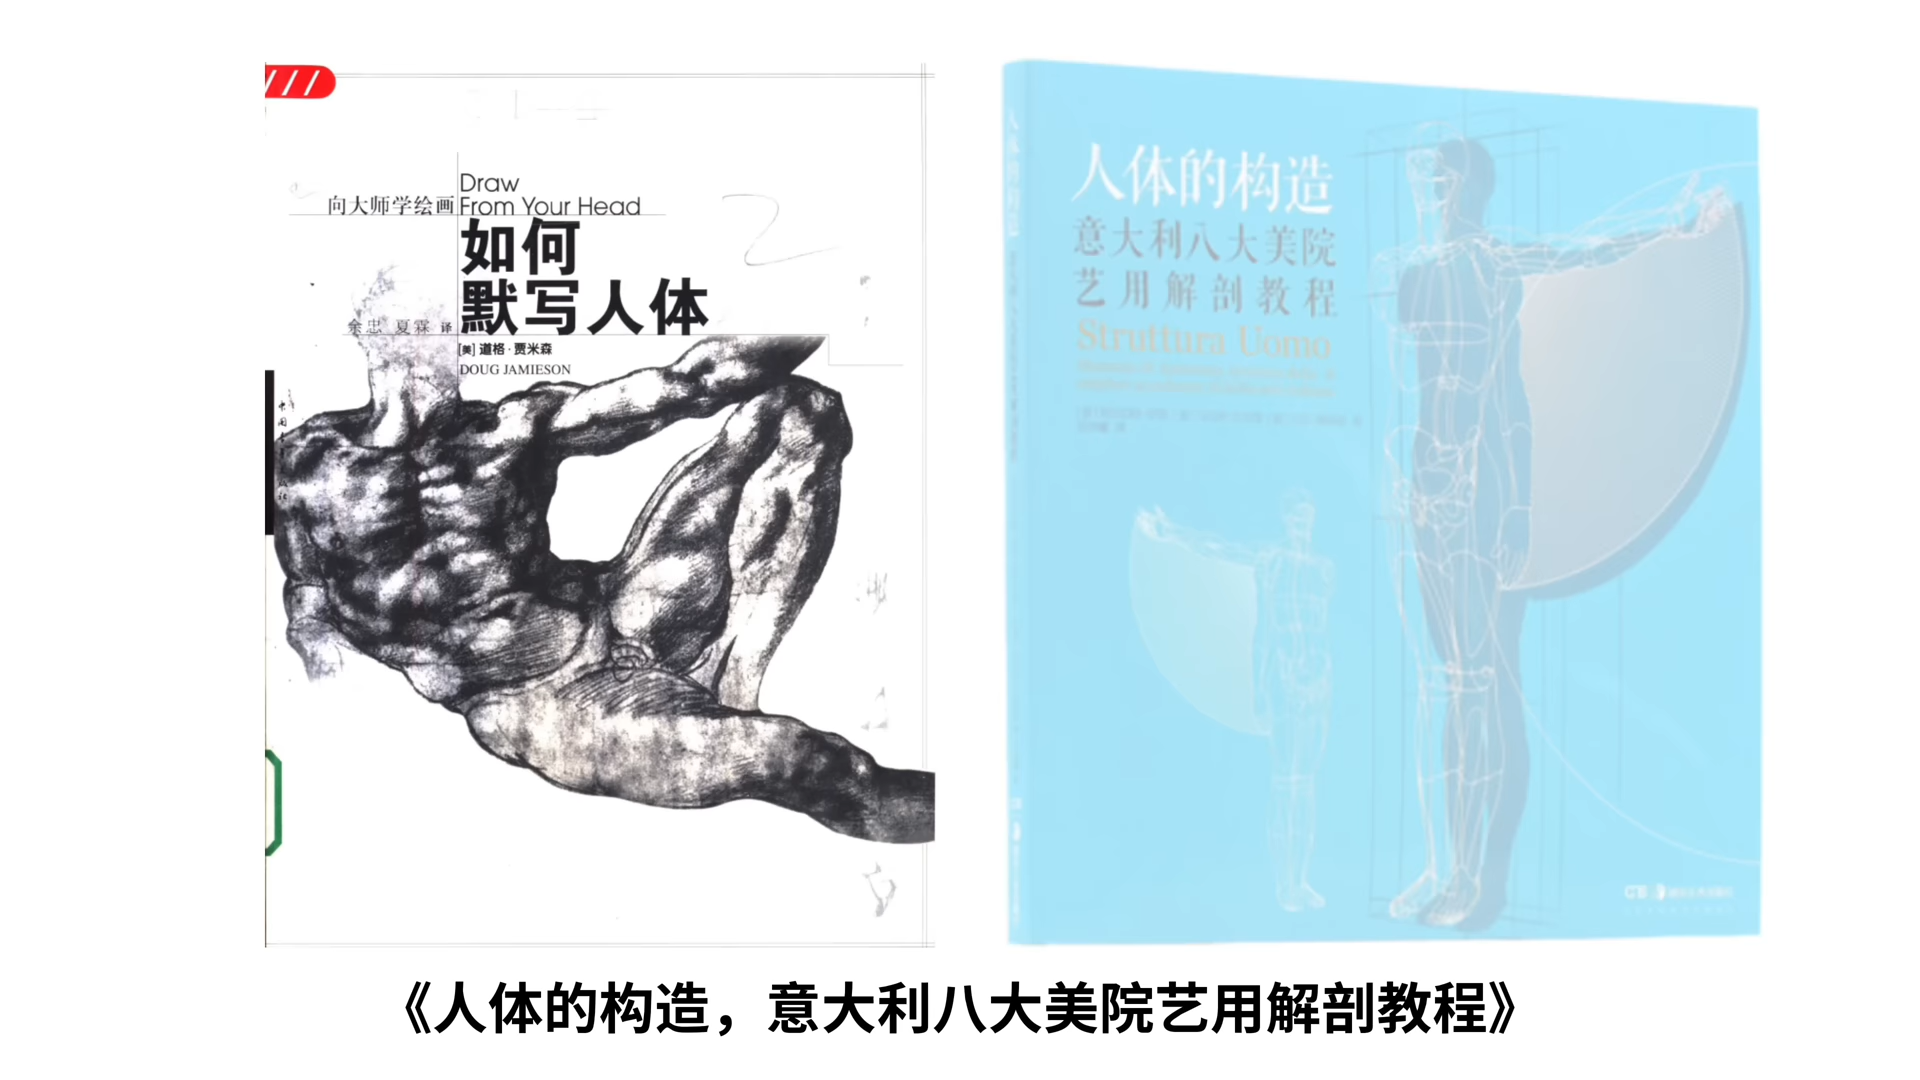 Draw
向大师学绘画 From Your Head
如何
默写人体
余忠 夏霖 译
[美] 道格·贾米森
DOUG JAMIESON
人体的构造
意大利八大美院
艺用解剖教程
Struttura Uomo
《人体的构造，意大利八大美院艺用解剖教程》